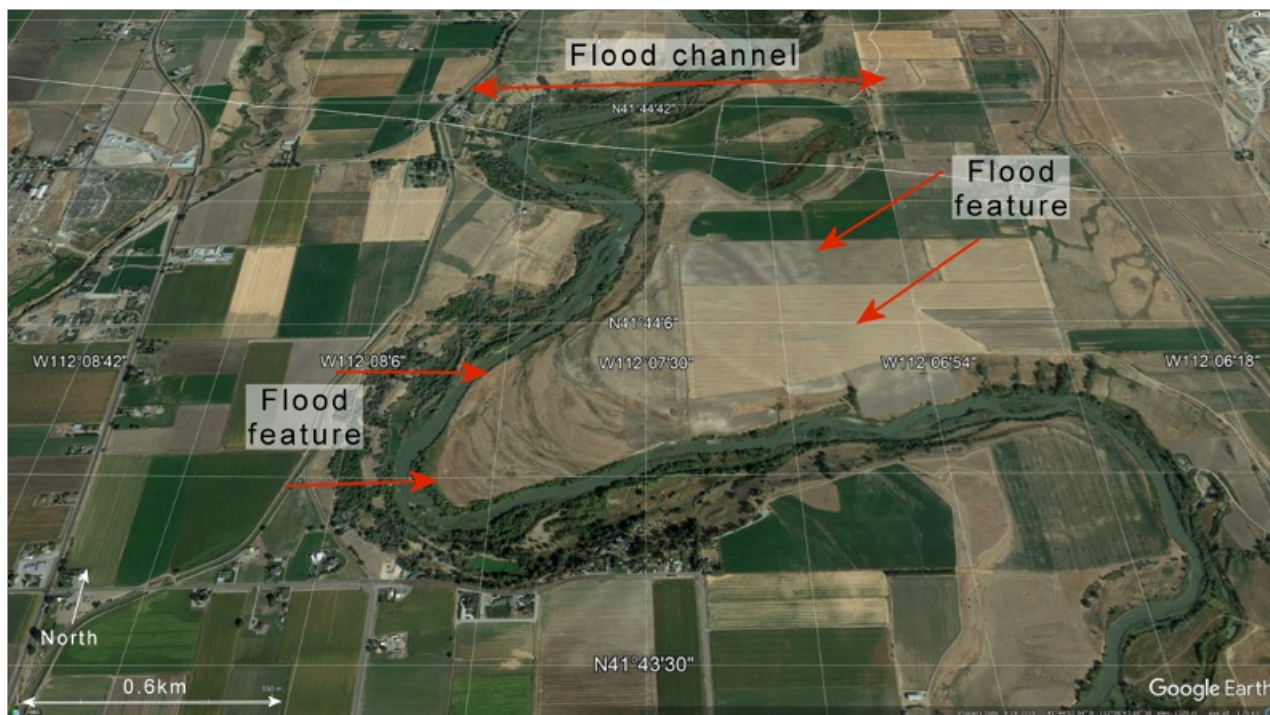 Flood channel
N41°44'42"
Flood
feature
N41°44'6"
W112°08'42"
W112°08'6"
W112°07'30"
W112°06'54"
W112°06'18"
Flood
feature
North
N41°43'30"
0.6km
Google Earth